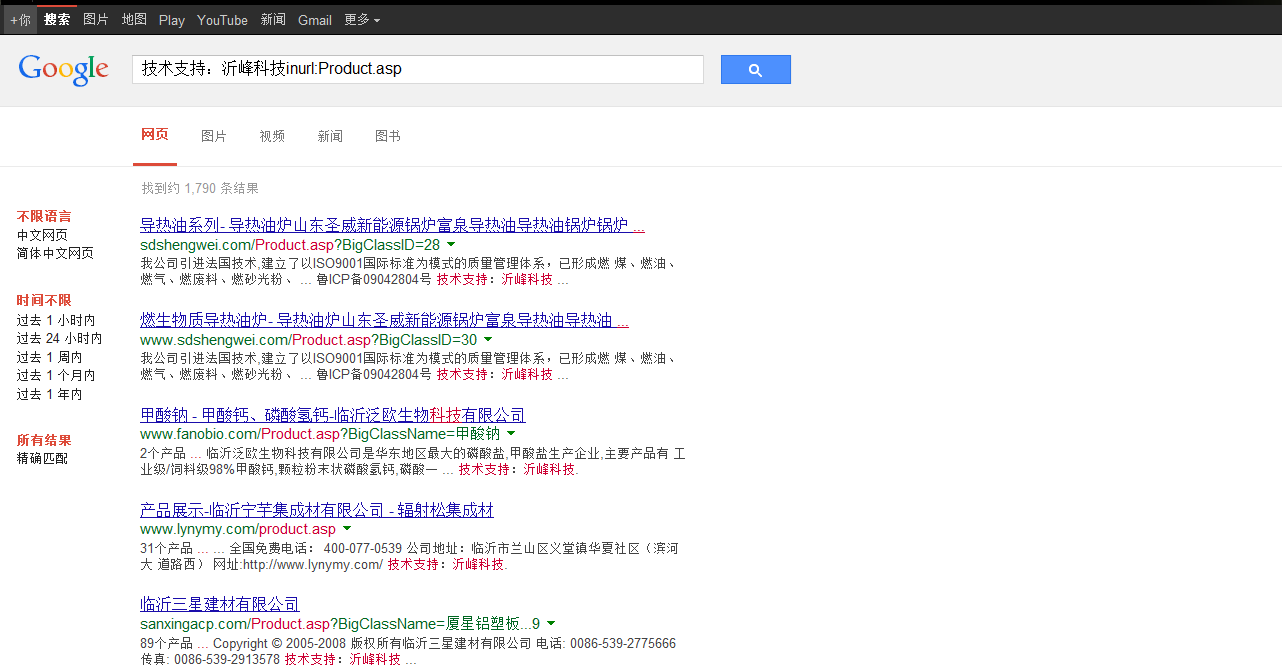 +你 搜索 图片 地图 Play YouTube 新闻 Gmail 更多
Google 技术支持：沂峰科技inurl:Product.asp
网页 图片 视频 新闻 图书
找到约 1,790 条结果
不限语言
中文网页
简体中文网页
时间不限
过去 1 小时内
过去 24 小时内
过去 1 周内
过去 1 个月内
过去 1 年内
所有结果
精确匹配
导热油系列- 导热油炉山东圣威新能源锅炉富泉导热油导热油锅炉锅炉 ...
sdshengwei.com/Product.asp?BigClassID=28
我公司引进法国技术,建立了以ISO9001国际标准为模式的质量管理体系，已形成燃 煤、燃油、
燃气、燃废料、燃砂光粉、 ... 鲁ICP备09042804号 技术支持：沂峰科技 ...
燃生物质导热油炉- 导热油炉山东圣威新能源锅炉富泉导热油导热油 ...
www.sdshengwei.com/Product.asp?BigClassID=30
我公司引进法国技术,建立了以ISO9001国际标准为模式的质量管理体系，已形成燃 煤、燃油、
燃气、燃废料、燃砂光粉、 ... 鲁ICP备09042804号 技术支持：沂峰科技 ...
甲酸钠 - 甲酸钙、磷酸氢钙-临沂泛欧生物科技有限公司
www.fanobio.com/Product.asp?BigClassName=甲酸钠
2个产品 ... 临沂泛欧生物科技有限公司是华东地区最大的磷酸盐,甲酸盐生产企业,主要产品有 工
业级/饲料级98%甲酸钙,颗粒粉末状磷酸氢钙,磷酸一 ... 技术支持：沂峰科技.
产品展示-临沂宁芋集成材有限公司 - 辐射松集成材
www.lynymy.com/product.asp
31个产品 ... ... 全国免费电话： 400-077-0539 公司地址：临沂市兰山区义堂镇华夏社区（滨河
大 道路西） 网址:http://www.lynymy.com/ 技术支持：沂峰科技.
临沂三星建材有限公司
sanxingacp.com/Product.asp?BigClassName=厦星铝塑板...9
89个产品 ... Copyright © 2005-2008 版权所有临沂三星建材有限公司 电话: 0086-539-2775666
传真: 0086-539-2913578 技术支持：沂峰科技 ...